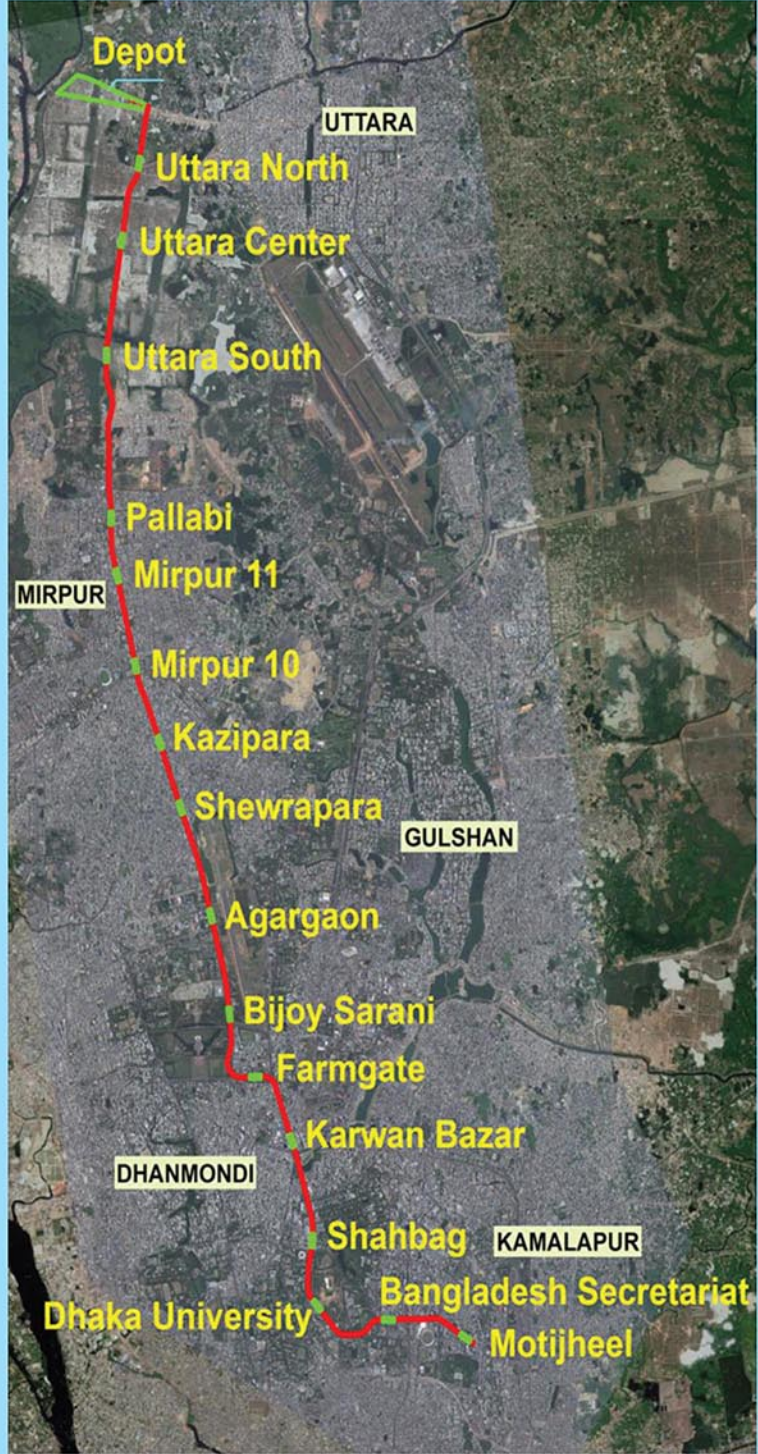 Depot
UTTARA
Uttara North
Uttara Center
Uttara South
Pallabi
Mirpur 11
MIRPUR
Mirpur 10
Kazipara
Shewrapara
GULSHAN
Agargaon
Bijoy Sarani
Farmgate
Karwan Bazar
DHANMONDI
Shahbag
KAMALAPUR
Bangladesh Secretariat
Dhaka University
Motijheel